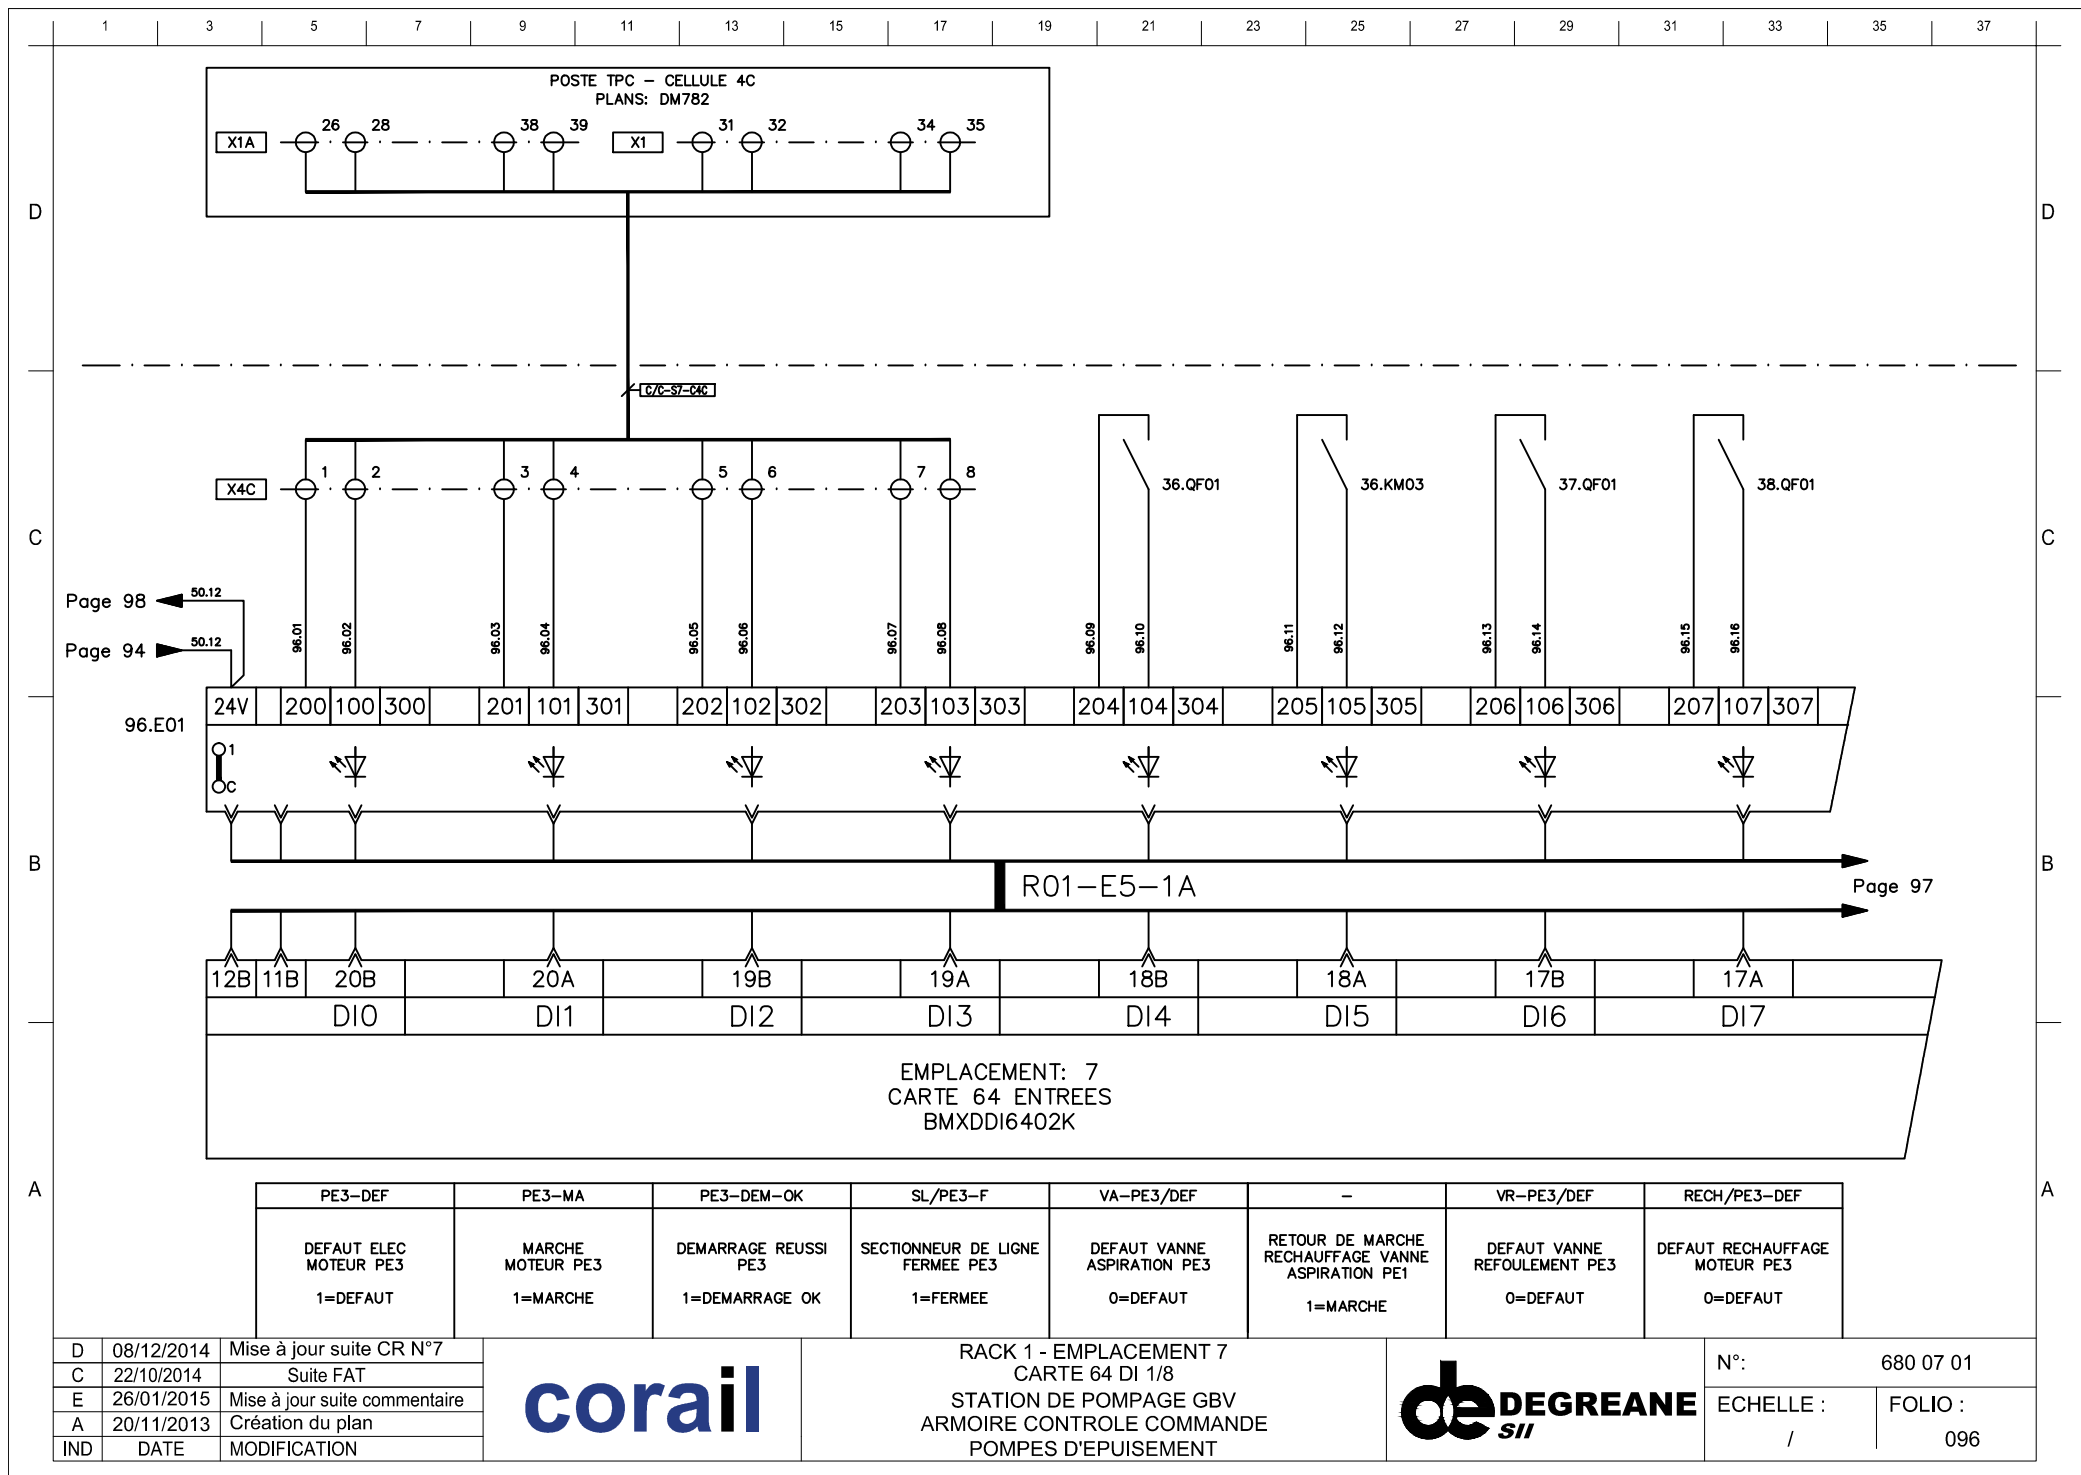 1 3 5 7 9 11 13 15 17 19 21 23 25 27 29 31 33 35 37
POSTE TPC - CELLULE 4C
PLANS: DM782
X1A 26 28 38 39 X1 31 32 34 35
D D
C/C-S7-C4C
X4C 1 2 3 4 5 6 7 8 36.QF01 36.KM03 37.QF01 38.QF01
C C
Page 98 50.12
Page 94 50.12
96.01 96.02 96.03 96.04 96.05 96.06 96.07 96.08 96.09 96.10 96.11 96.12 96.13 96.14 96.15 96.16
96.E01
24V 200 100 300 201 101 301 202 102 302 203 103 303 204 104 304 205 105 305 206 106 306 207 107 307
1
C
B B
R01-E5-1A
Page 97
12B 11B 20B 20A 19B 19A 18B 18A 17B 17A
DI0 DI1 DI2 DI3 DI4 DI5 DI6 DI7
EMPLACEMENT: 7
CARTE 64 ENTREES
BMXDDI6402K
A A
PE3-DEF
DEFAUT ELEC
MOTEUR PE3
1=DEFAUT
PE3-MA
MARCHE
MOTEUR PE3
1=MARCHE
PE3-DEM-OK
DEMARRAGE REUSSI
PE3
1=DEMARRAGE OK
SL/PE3-F
SECTIONNEUR DE LIGNE
FERMEE PE3
1=FERMEE
VA-PE3/DEF
DEFAUT VANNE
ASPIRATION PE3
0=DEFAUT
-
RETOUR DE MARCHE
RECHAUFFAGE VANNE
ASPIRATION PE1
1=MARCHE
VR-PE3/DEF
DEFAUT VANNE
REFOULEMENT PE3
0=DEFAUT
RECH/PE3-DEF
DEFAUT RECHAUFFAGE
MOTEUR PE3
0=DEFAUT
D 08/12/2014 Mise à jour suite CR N°7
C 22/10/2014 Suite FAT
E 26/01/2015 Mise à jour suite commentaire
A 20/11/2013 Création du plan
IND DATE MODIFICATION
corail
RACK 1 - EMPLACEMENT 7
CARTE 64 DI 1/8
STATION DE POMPAGE GBV
ARMOIRE CONTROLE COMMANDE
POMPES D'EPUISEMENT
de DEGREANE
SII
N°: 680 07 01
ECHELLE :
/
FOLIO :
096